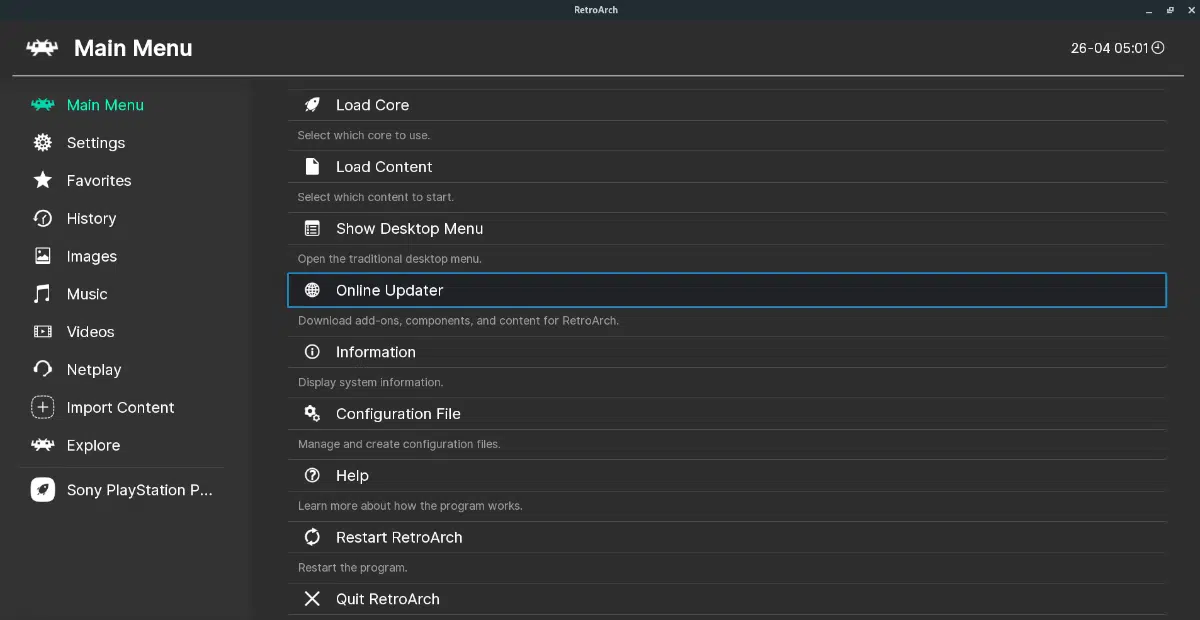 RetroArch
Main Menu
26-04 05:01
Main Menu
Settings
Favorites
History
Images
Music
Videos
Netplay
Import Content
Explore
Sony PlayStation P...
Load Core
Select which core to use.
Load Content
Select which content to start.
Show Desktop Menu
Open the traditional desktop menu.
Online Updater
Download add-ons, components, and content for RetroArch.
Information
Display system information.
Configuration File
Manage and create configuration files.
Help
Learn more about how the program works.
Restart RetroArch
Restart the program.
Quit RetroArch